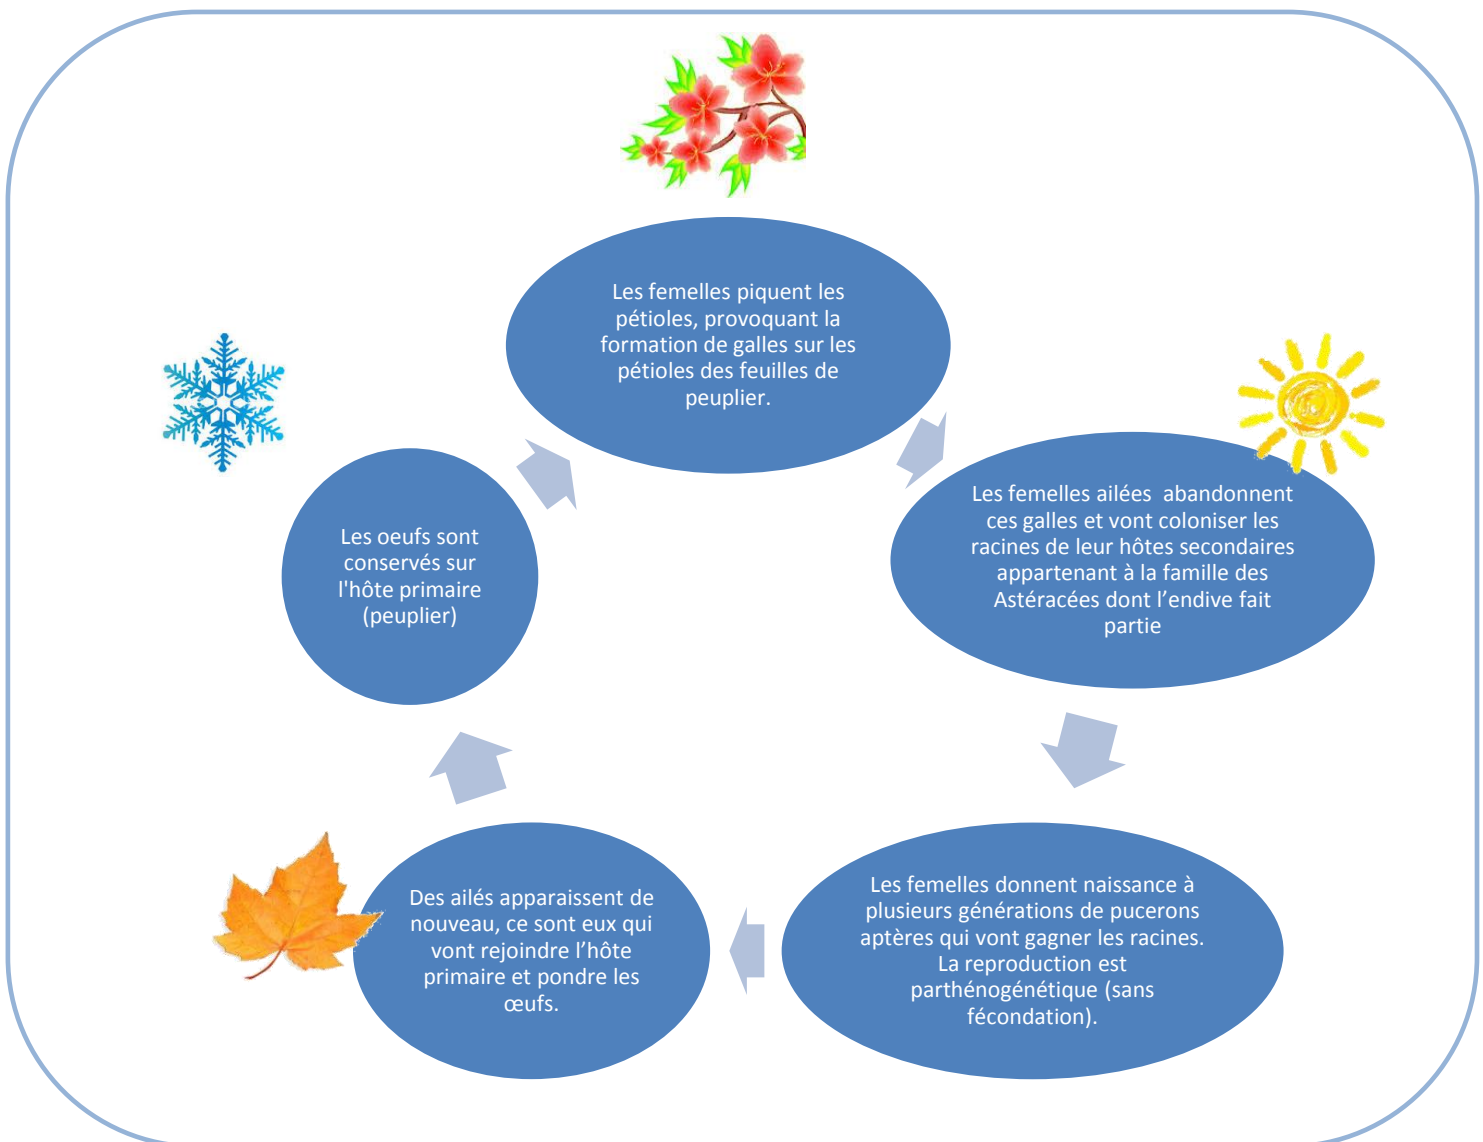 Les femelles piquent les
pétioles, provoquant la
formation de galles sur les
pétioles des feuilles de
peuplier.
Les femelles ailées  abandonnent
ces galles et vont coloniser les
racines de leur hôtes secondaires
appartenant à la famille des
Astéracées dont l’endive fait
partie
Les femelles donnent naissance à
plusieurs générations de pucerons
aptères qui vont gagner les racines.
La reproduction est
parthénogénétique (sans
fécondation).
Des ailés apparaissent de
nouveau, ce sont eux qui
vont rejoindre l’hôte
primaire et pondre les
œufs.
Les oeufs sont
conservés sur
l'hôte primaire
(peuplier)